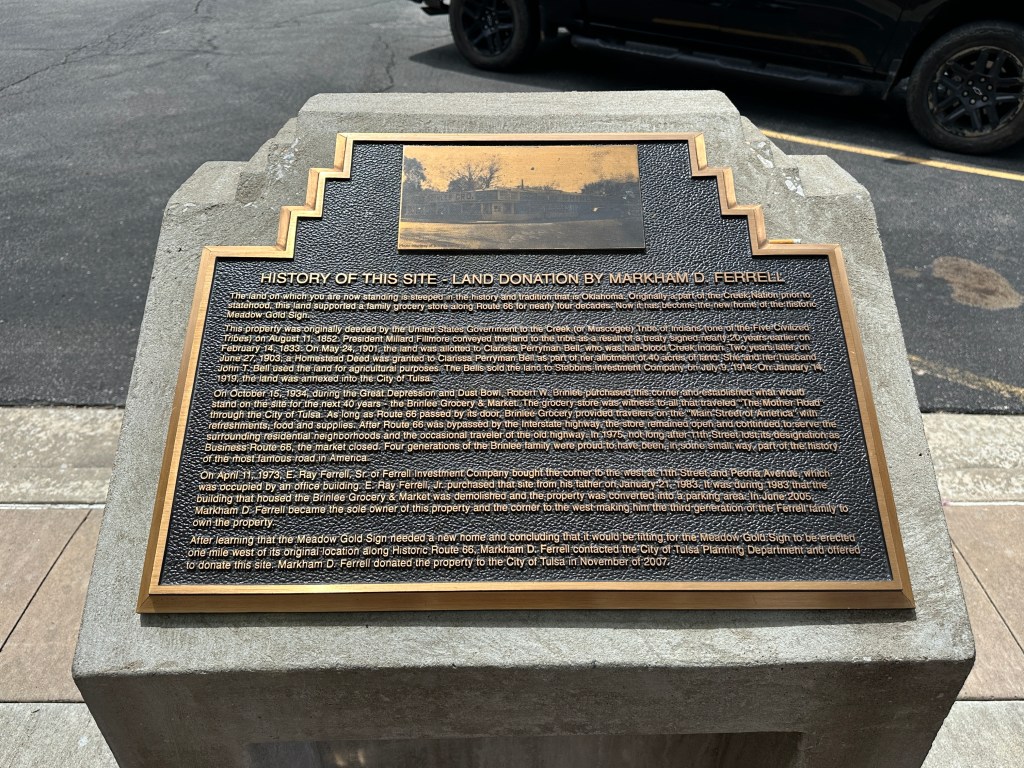 HISTORY OF THIS SITE - LAND DONATION BY MARKHAM D. FERRELL
The land on which you are now standing is steeped in the history and tradition that is Oklahoma. Originally a part of the Creek Nation prior to
statehood, this land supported a family grocery store along Route 66 for nearly four decades. Now it has become the new home of the historic
Meadow Gold Sign.
This property was originally deeded by the United States Government to the Creek (or Muscogee) Tribe of Indians (one of the Five Civilized
Tribes) on August 11, 1852. President Millard Fillmore conveyed the land to the tribe as a result of a treaty signed nearly 20 years earlier on
February 14, 1833. On May 24, 1901, the land was allotted to Clarissa Perryman Bell, who was half-blood Creek Indian. Two years later, on
June 27, 1903, a Homestead Deed was granted to Clarissa Perryman Bell as part of her allotment of 40 acres of land. She and her husband
John T. Bell used the land for agricultural purposes. The Bells sold the land to Stebbins Investment Company on July 9, 1914. On January 14,
1919, the land was annexed into the City of Tulsa.
On October 15, 1934, during the Great Depression and Dust Bowl, Robert W. Brinlee purchased this corner and established what would
stand on the site for the next 40 years - the Brinlee Grocery & Market. The grocery store was witness to all that traveled "The Mother Road"
through the City of Tulsa. As long as Route 66 passed by its door, Brinlee Grocery provided travelers on the "Main Street of America" with
refreshments, food and supplies. After Route 66 was bypassed by the Interstate highway, the store remained open and continued to serve the
surrounding residential neighborhoods and the occasional traveler of the old highway. In 1975, not long after 11th Street lost its designation as
Business Route 66, the market closed. Four generations of the Brinlee family were proud to have been, in some small way, part of the history
of the most famous road in America.
On April 11, 1973, E. Ray Ferrell, Sr. of Ferrell Investment Company bought the corner to the west at 11th Street and Peoria Avenue, which
was occupied by an office building. E. Ray Ferrell, Jr. purchased that site from his father on January 21, 1983. It was during 1983 that the
building that housed the Brinlee Grocery & Market was demolished and the property was converted into a parking area. In June 2005,
Markham D. Ferrell became the sole owner of this property and the corner to the west making him the third generation of the Ferrell family to
own the property.
After learning that the Meadow Gold Sign needed a new home and concluding that it would be fitting for the Meadow Gold Sign to be erected
one mile west of its original location along Historic Route 66, Markham D. Ferrell contacted the City of Tulsa Planning Department and offered
to donate this site. Markham D. Ferrell donated the property to the City of Tulsa in November of 2007.